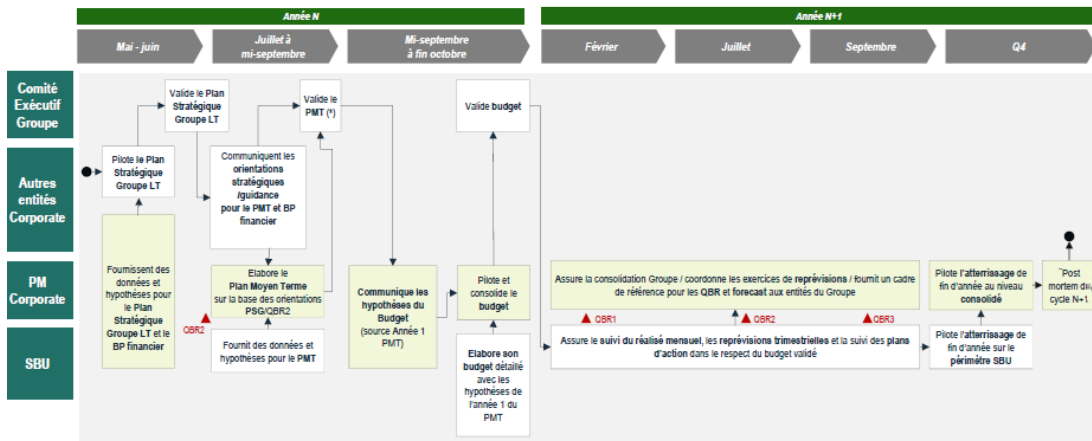 Année N
Année N+1
Mai - juin
Juillet à
mi-septembre
Mi-septembre
à fin octobre
Février
Juillet
Septembre
Q4
Comité
Exécutif
Groupe
Valide le Plan
Stratégique
Groupe LT
Valide le
PMT (*)
Valide budget
Autres
entités
Corporate
Pilote le Plan
Stratégique
Groupe LT
Communiquent les
orientations
stratégiques
/guidance
pour le PMT et BP
financier
PM
Corporate
Fournissent des
données et
hypothèses pour
le Plan
Stratégique
Groupe LT et le
BP financier
QBR2
Elabore le
Plan Moyen Terme
sur la base des orientations
PSG/QBR2
Communique les
hypothèses du
Budget
(source Année 1
PMT)
Pilote et
consolide le
budget
Assure la consolidation Groupe / coordonne les exercices de reprévisions / fournit un cadre
de référence pour les QBR et forecast aux entités du Groupe
Pilote l'atterrissage de
fin d'année au niveau
consolidé
¨Post
mortem du
cycle N+1
QBR1
QBR2
QBR3
SBU
Fournit des données et
hypothèses pour le PMT
Elabore son
budget détaillé
avec les
hypothèses de
l'année 1 du
PMT
Assure le suivi du réalisé mensuel, les reprévisions trimestrielles et la suivi des plans
d'action dans le respect du budget validé
Pilote l'atterrissage de
fin d'année sur le
périmètre SBU